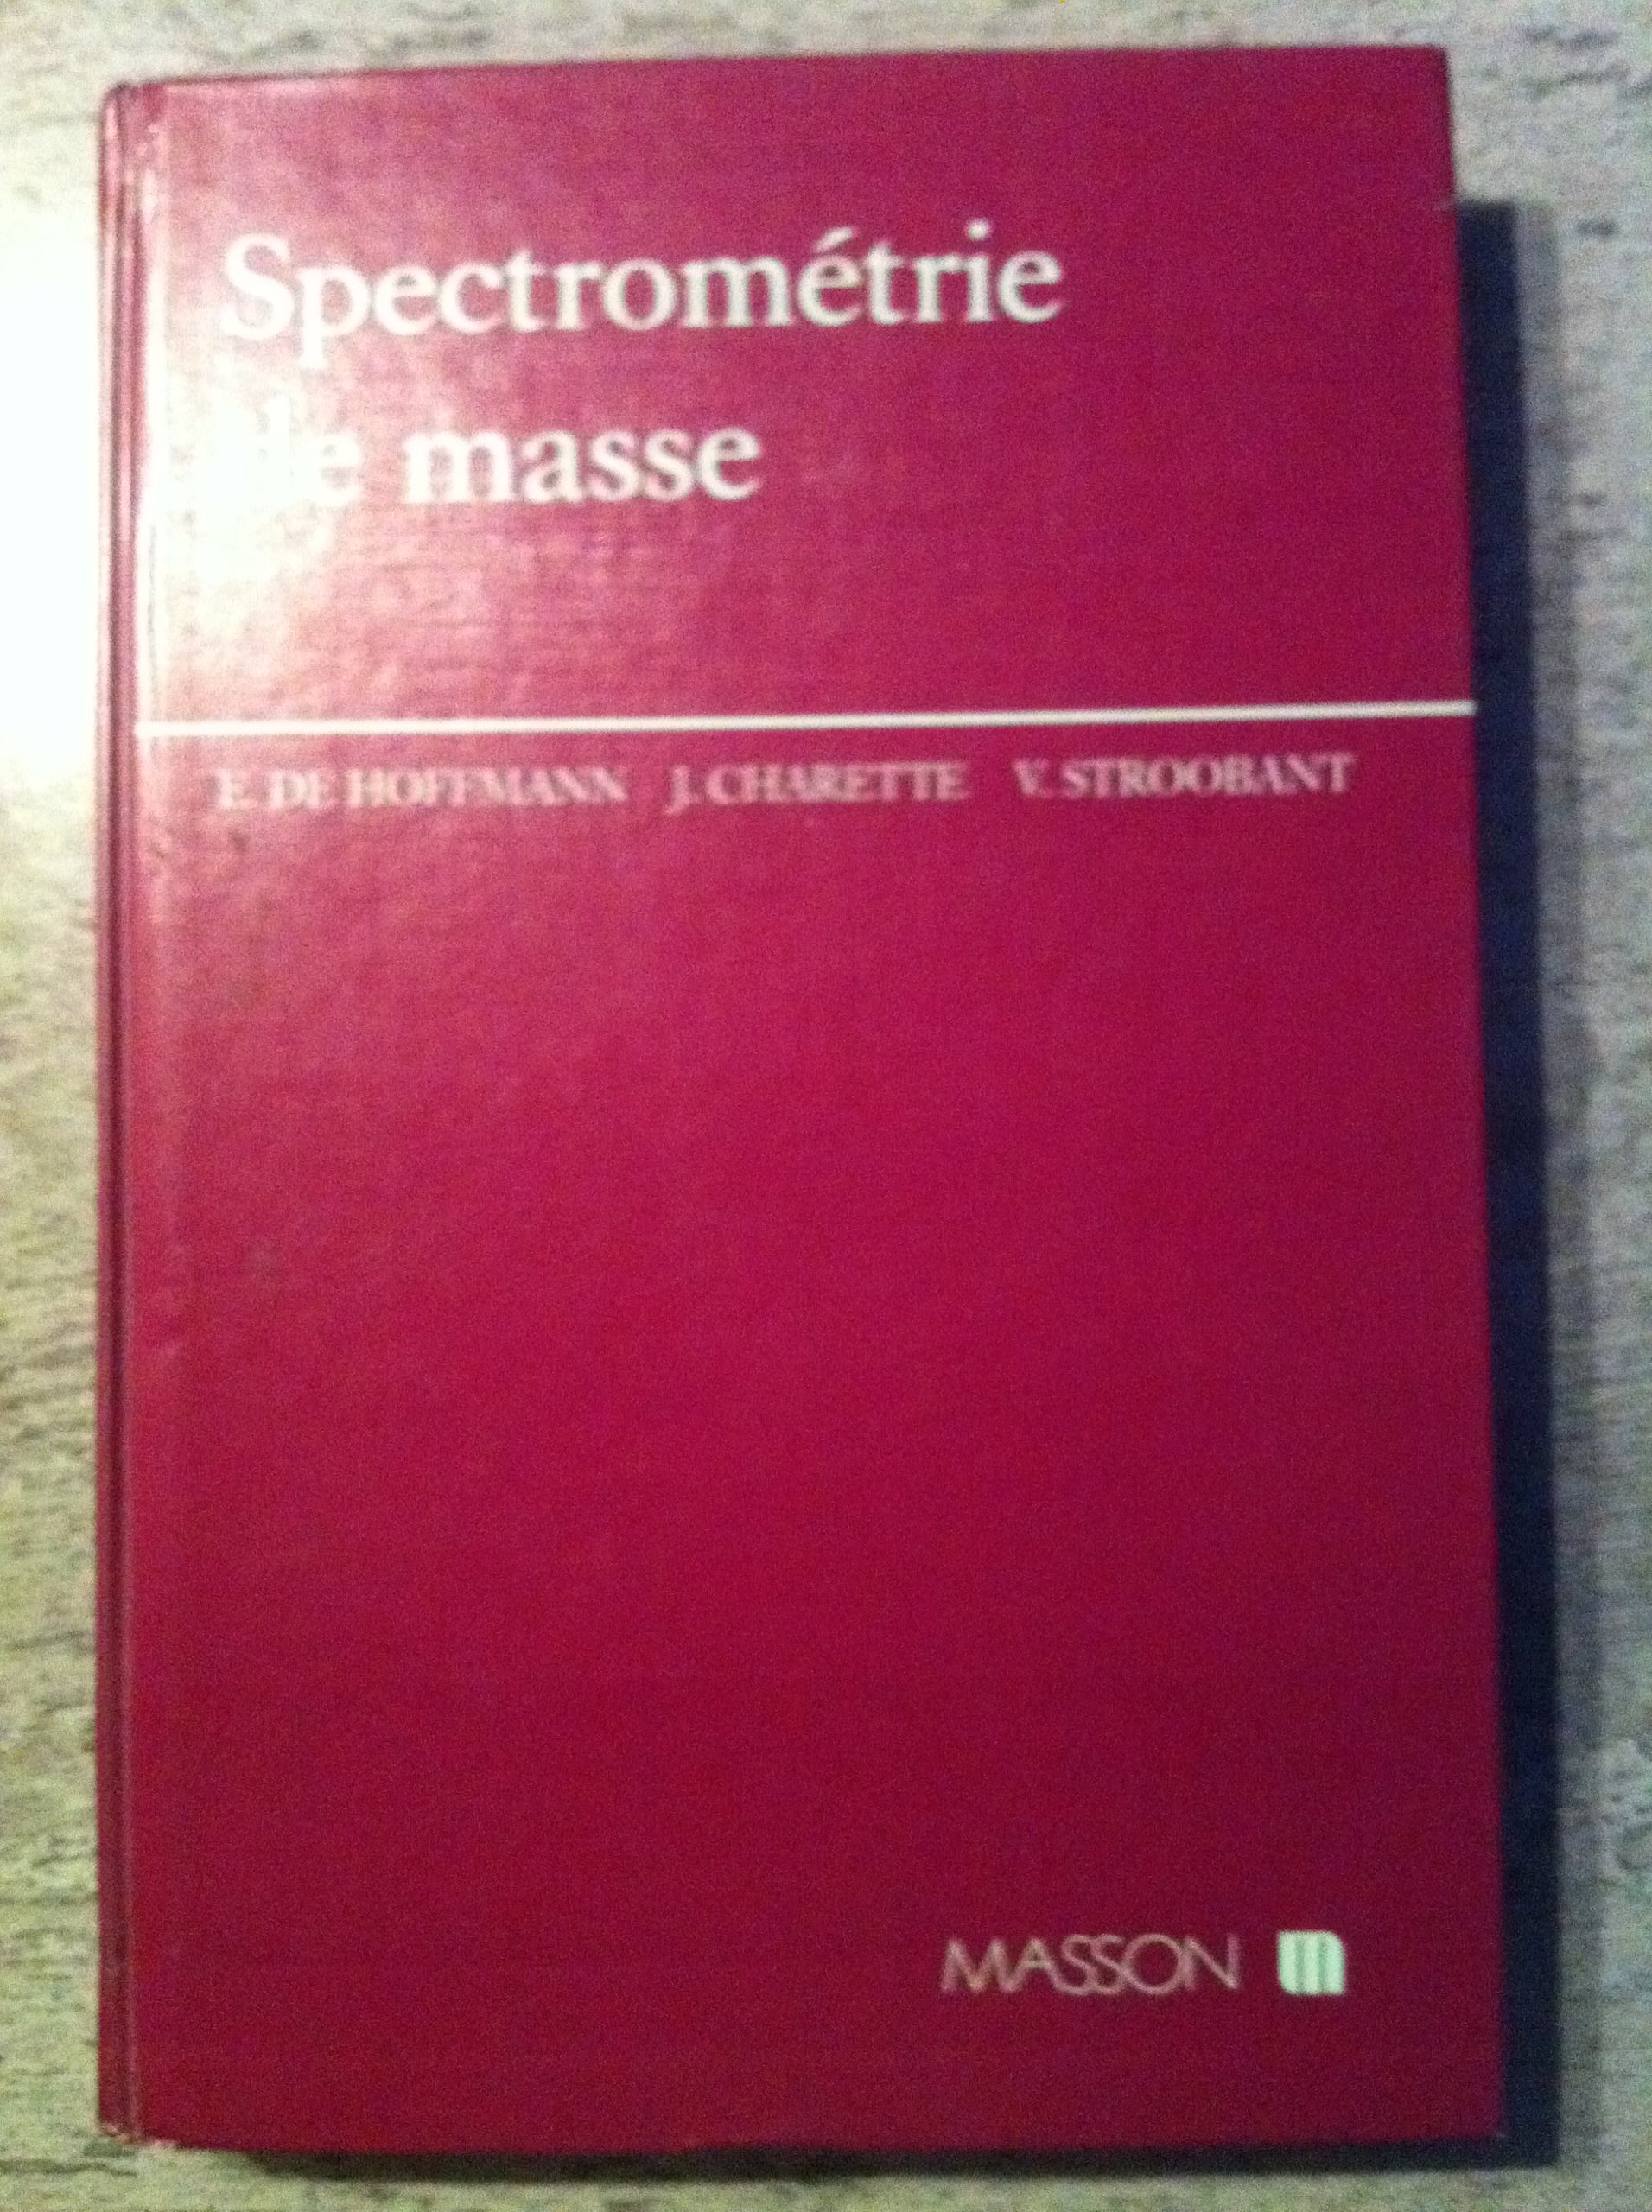 Spectrométrie
de masse
E. DE HOFFMANN J. CHARETTE V. STROOBANT
MASSON m